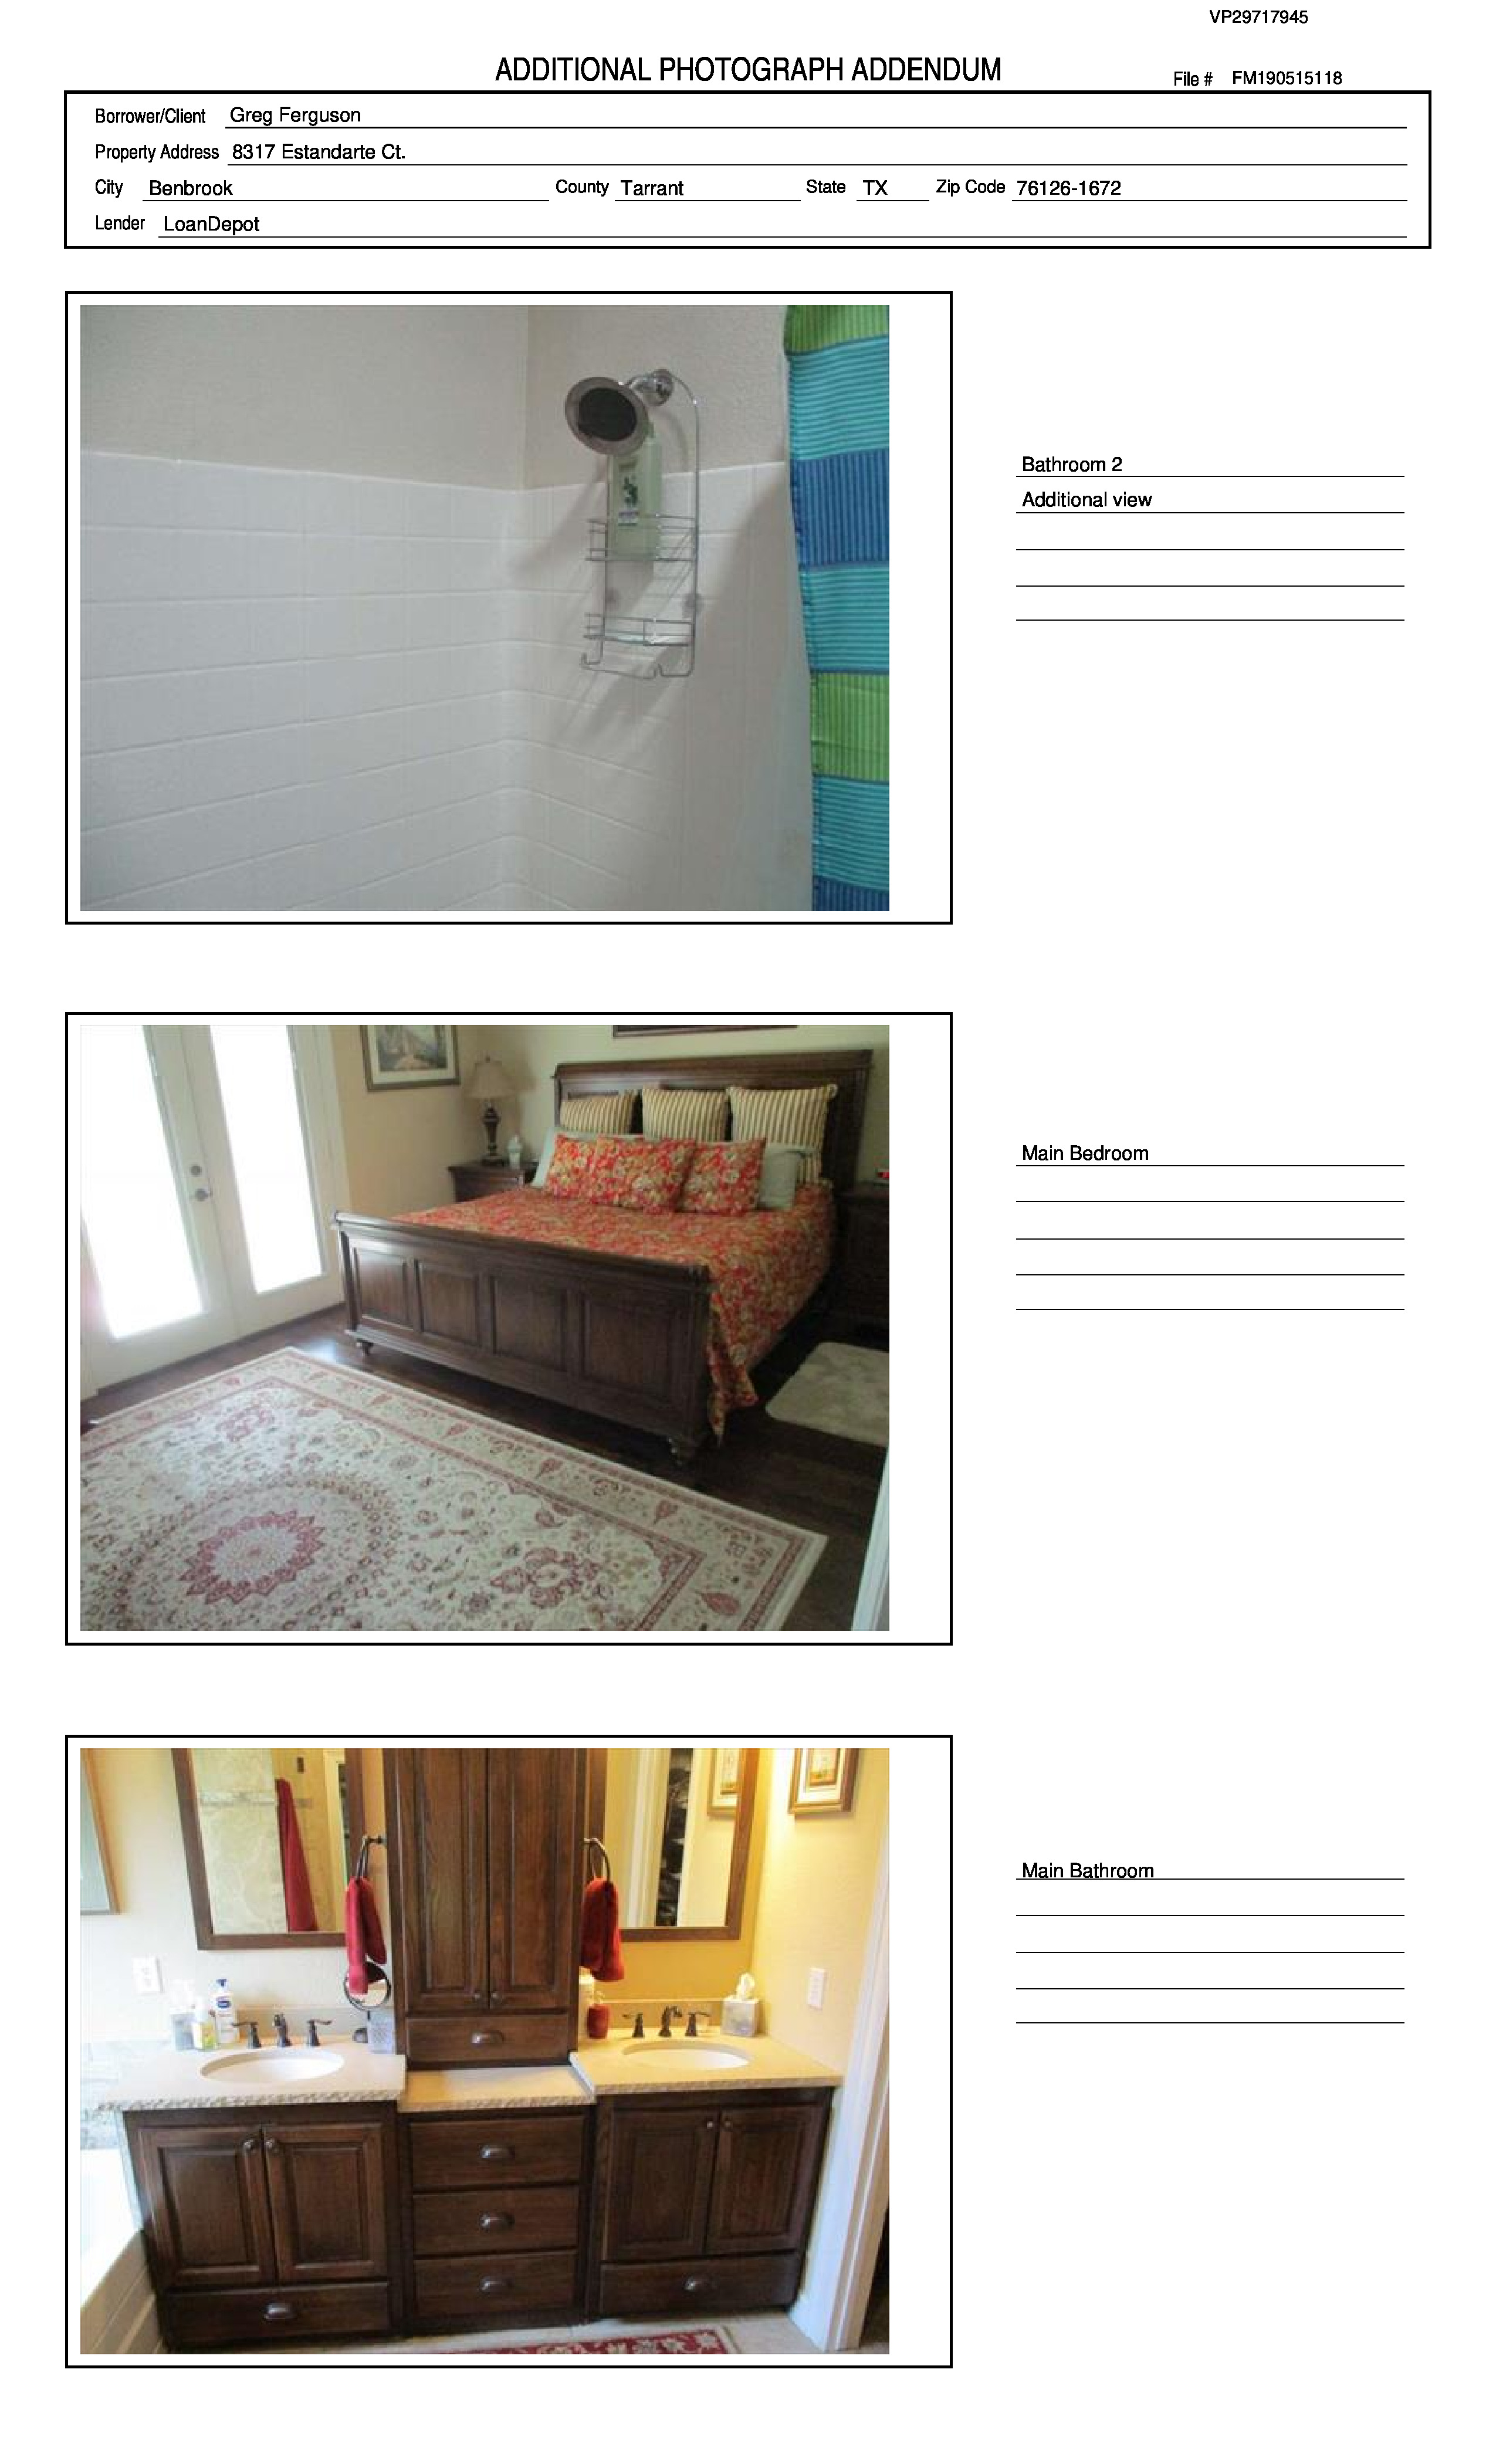 VP29717945
ADDITIONAL PHOTOGRAPH ADDENDUM
File # FM190515118
Borrower/Client Greg Ferguson
Property Address 8317 Estandarte Ct.
City Benbrook County Tarrant State TX Zip Code 76126-1672
Lender LoanDepot
Bathroom 2
Additional view
Main Bedroom
Main Bathroom